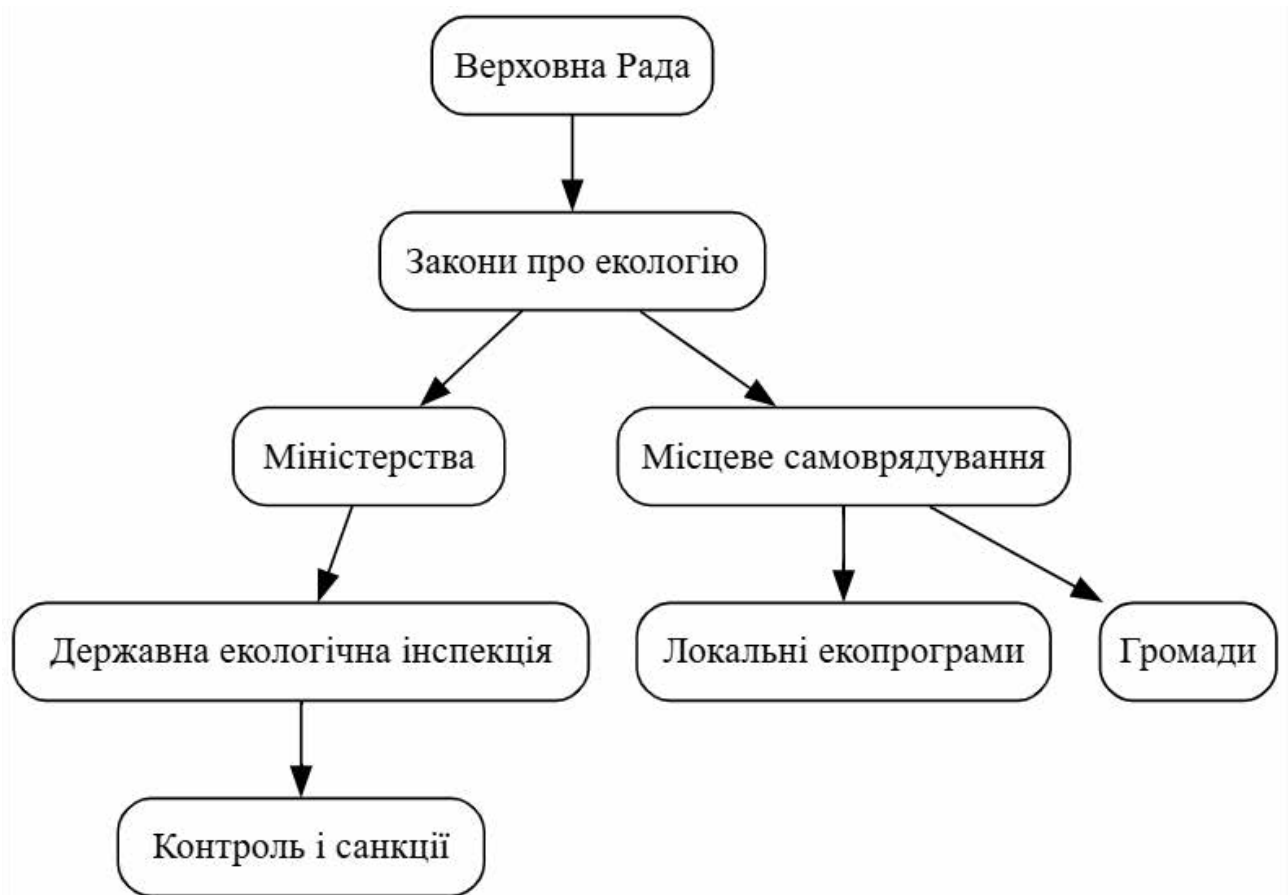 Верховна Рада
Закони про екологію
Міністерства
Місцеве самоврядування
Державна екологічна інспекція
Локальні екопрограми
Громади
Контроль і санкції